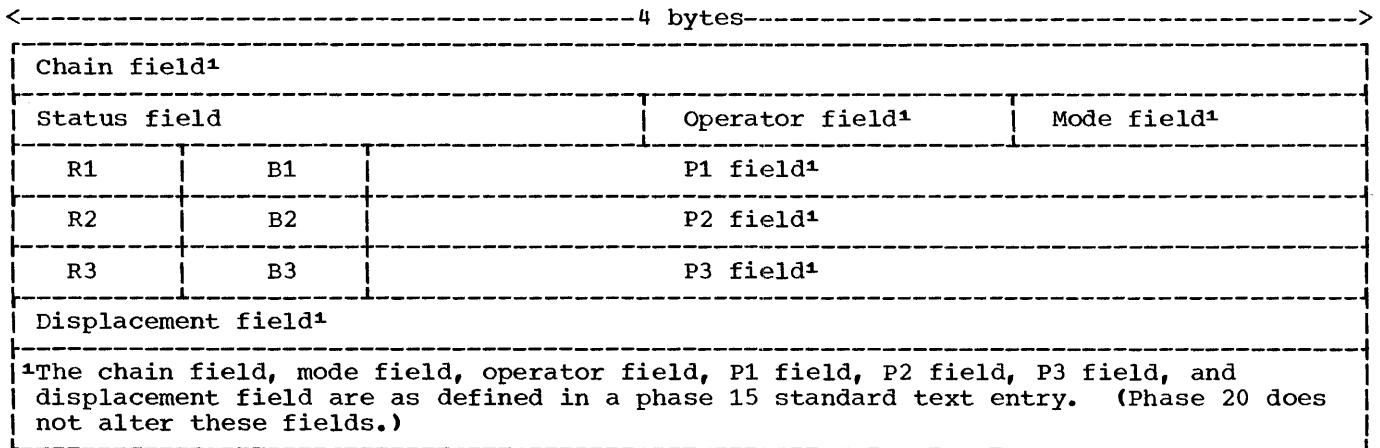 <-----------------------------------4 bytes----------------------------------->
Chain field¹
Status field | Operator field¹ | Mode field¹
R1 | B1 | P1 field¹
R2 | B2 | P2 field¹
R3 | B3 | P3 field¹
Displacement field¹
¹The chain field, mode field, operator field, P1 field, P2 field, P3 field, and
displacement field are as defined in a phase 15 standard text entry. (Phase 20 does
not alter these fields.)